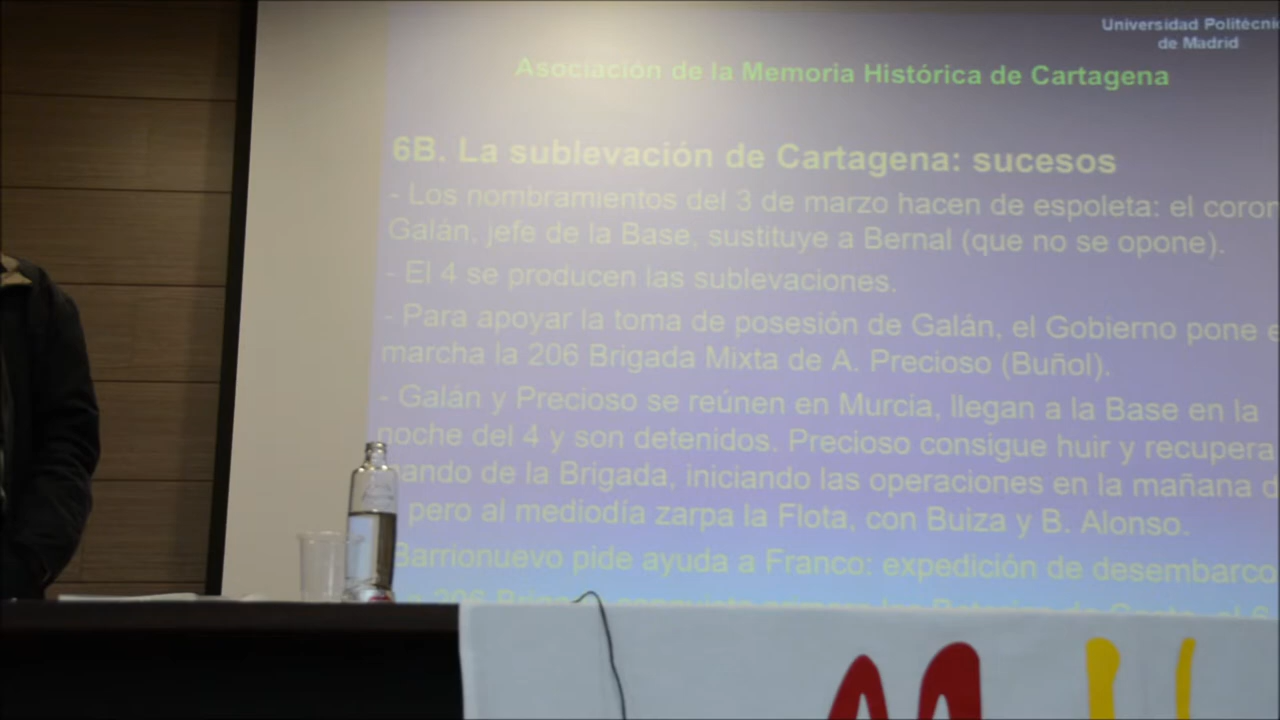 Universidad Politécni
de Madrid
Asociación de la Memoria Histórica de Cartagena
6B. La sublevación de Cartagena: sucesos
- Los nombramientos del 3 de marzo hacen de espoleta: el coron
Galán, jefe de la Base, sustituye a Bernal (que no se opone).
- El 4 se producen las sublevaciones.
- Para apoyar la toma de posesión de Galán, el Gobierno pone e
marcha la 206 Brigada Mixta de A. Precioso (Buñol).
- Galán y Precioso se reúnen en Murcia, llegan a la Base en la
noche del 4 y son detenidos. Precioso consigue huir y recupera
mando de la Brigada, iniciando las operaciones en la mañana d
pero al mediodía zarpa la Flota, con Buiza y B. Alonso.
Barrionuevo pide ayuda a Franco: expedición de desembarco